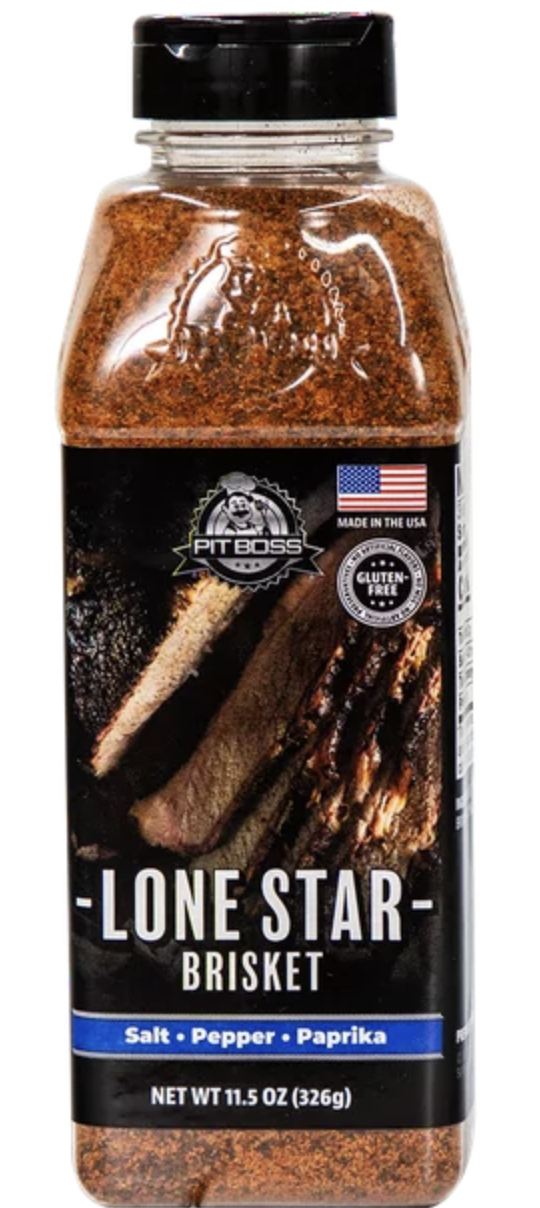 PIT BOSS
MADE IN THE USA
GLUTEN-
FREE
-LONE STAR-
BRISKET
Salt • Pepper • Paprika
NET WT 11.5 OZ (326g)